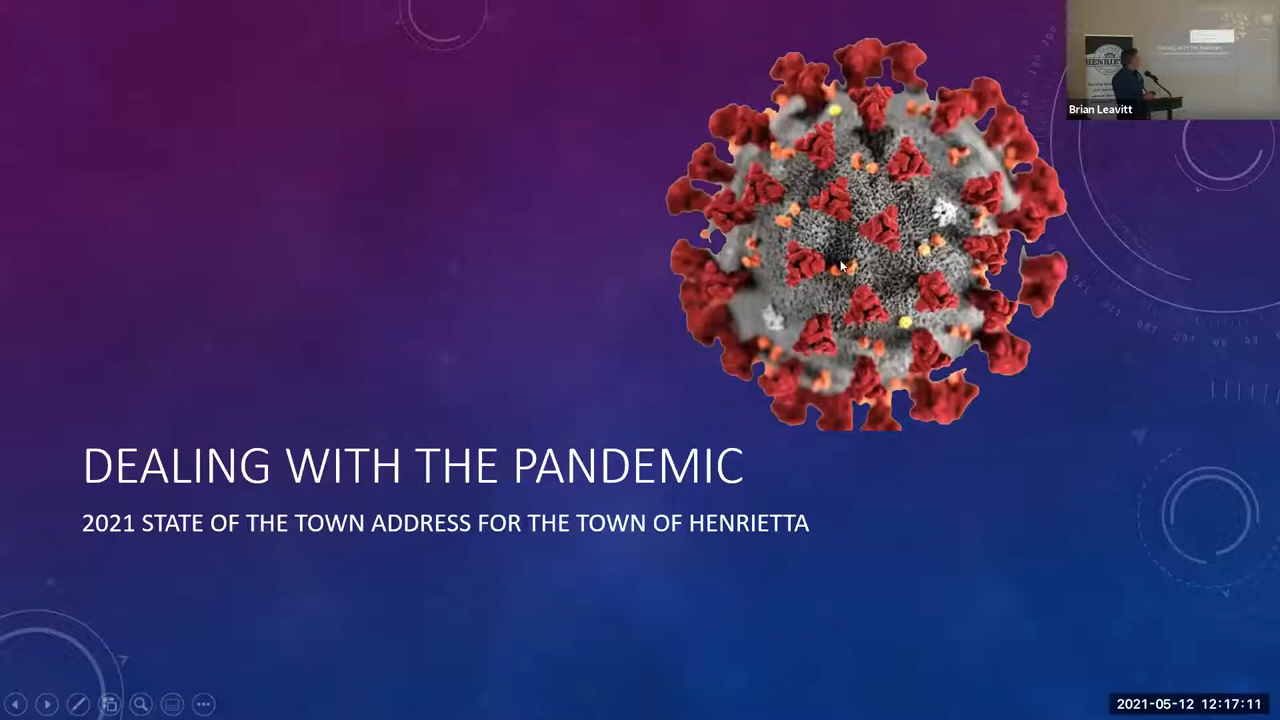 Brian Leavitt
DEALING WITH THE PANDEMIC
2021 STATE OF THE TOWN ADDRESS FOR THE TOWN OF HENRIETTA
2021-05-12 12:17:11